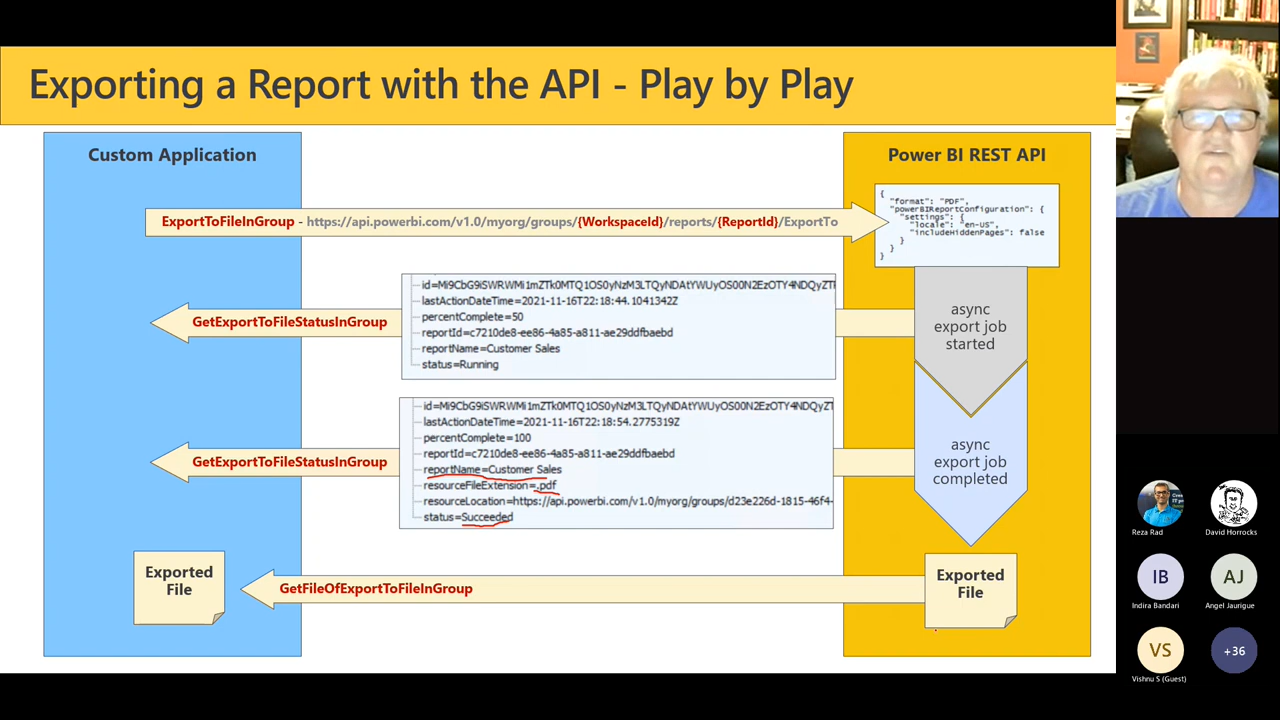 Exporting a Report with the API - Play by Play
Custom Application
Power BI REST API
ExportToFileInGroup - https://api.powerbi.com/v1.0/myorg/groups/{WorkspaceId}/reports/{ReportId}/ExportTo
{
"format": "PDF",
"powerBIReportConfiguration": {
"settings": {
"locale": "en-US",
"includeHiddenPages": false
}
}
}
id=Mi9CbG9iSWRWMi1mZTk0MTQ1OS0yNzM3LTQyNDAtYWUyOS00N2EzOTY4NDQyZT
lastActionDateTime=2021-11-16T22:18:44.1041342Z
percentComplete=50
reportId=c7210de8-ee86-4a85-a811-ae29ddfbaebd
reportName=Customer Sales
status=Running
GetExportToFileStatusInGroup
async
export job
started
id=Mi9CbG9iSWRWMi1mZTk0MTQ1OS0yNzM3LTQyNDAtYWUyOS00N2EzOTY4NDQyZT
lastActionDateTime=2021-11-16T22:18:54.2775319Z
percentComplete=100
reportId=c7210de8-ee86-4a85-a811-ae29ddfbaebd
reportName=Customer Sales
resourceFileExtension=.pdf
resourceLocation=https://api.powerbi.com/v1.0/myorg/groups/d23e226d-1815-46f4-
status=Succeeded
GetExportToFileStatusInGroup
async
export job
completed
Exported
File
GetFileOfExportToFileInGroup
Exported
File
Reza Rad
David Horrocks
IB
AJ
Indira Bandari
Angel Jaurigue
VS
+36
Vishnu S (Guest)